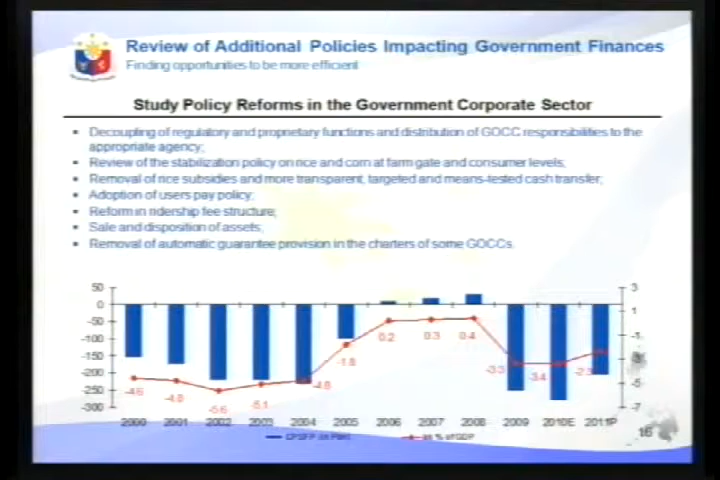 Review of Additional Policies Impacting Government Finances
Finding opportunities to be more efficient
Study Policy Reforms in the Government Corporate Sector
Decoupling of regulatory and proprietary functions and distribution of GOCC responsibilities to the
appropriate agency;
Review of the stabilization policy on rice and corn at farm gate and consumer levels;
Removal of rice subsidies and more transparent, targeted and means-tested cash transfer;
Adoption of users pay policy;
Reform in ridership fee structure;
Sale and disposition of assets;
Removal of automatic guarantee provision in the charters of some GOCCs.
50 3
0 1
-50 -1
-100
-150 -3
-200 -5
-250
-300 -7
0.2 0.3 0.4
-1.8
-4.6 -4.8 -5.6 -5.1 -4.8 -3.3 -3.4
2000 2001 2002 2003 2004 2005 2006 2007 2008 2009 2010E 2011P
as % of GDP
16